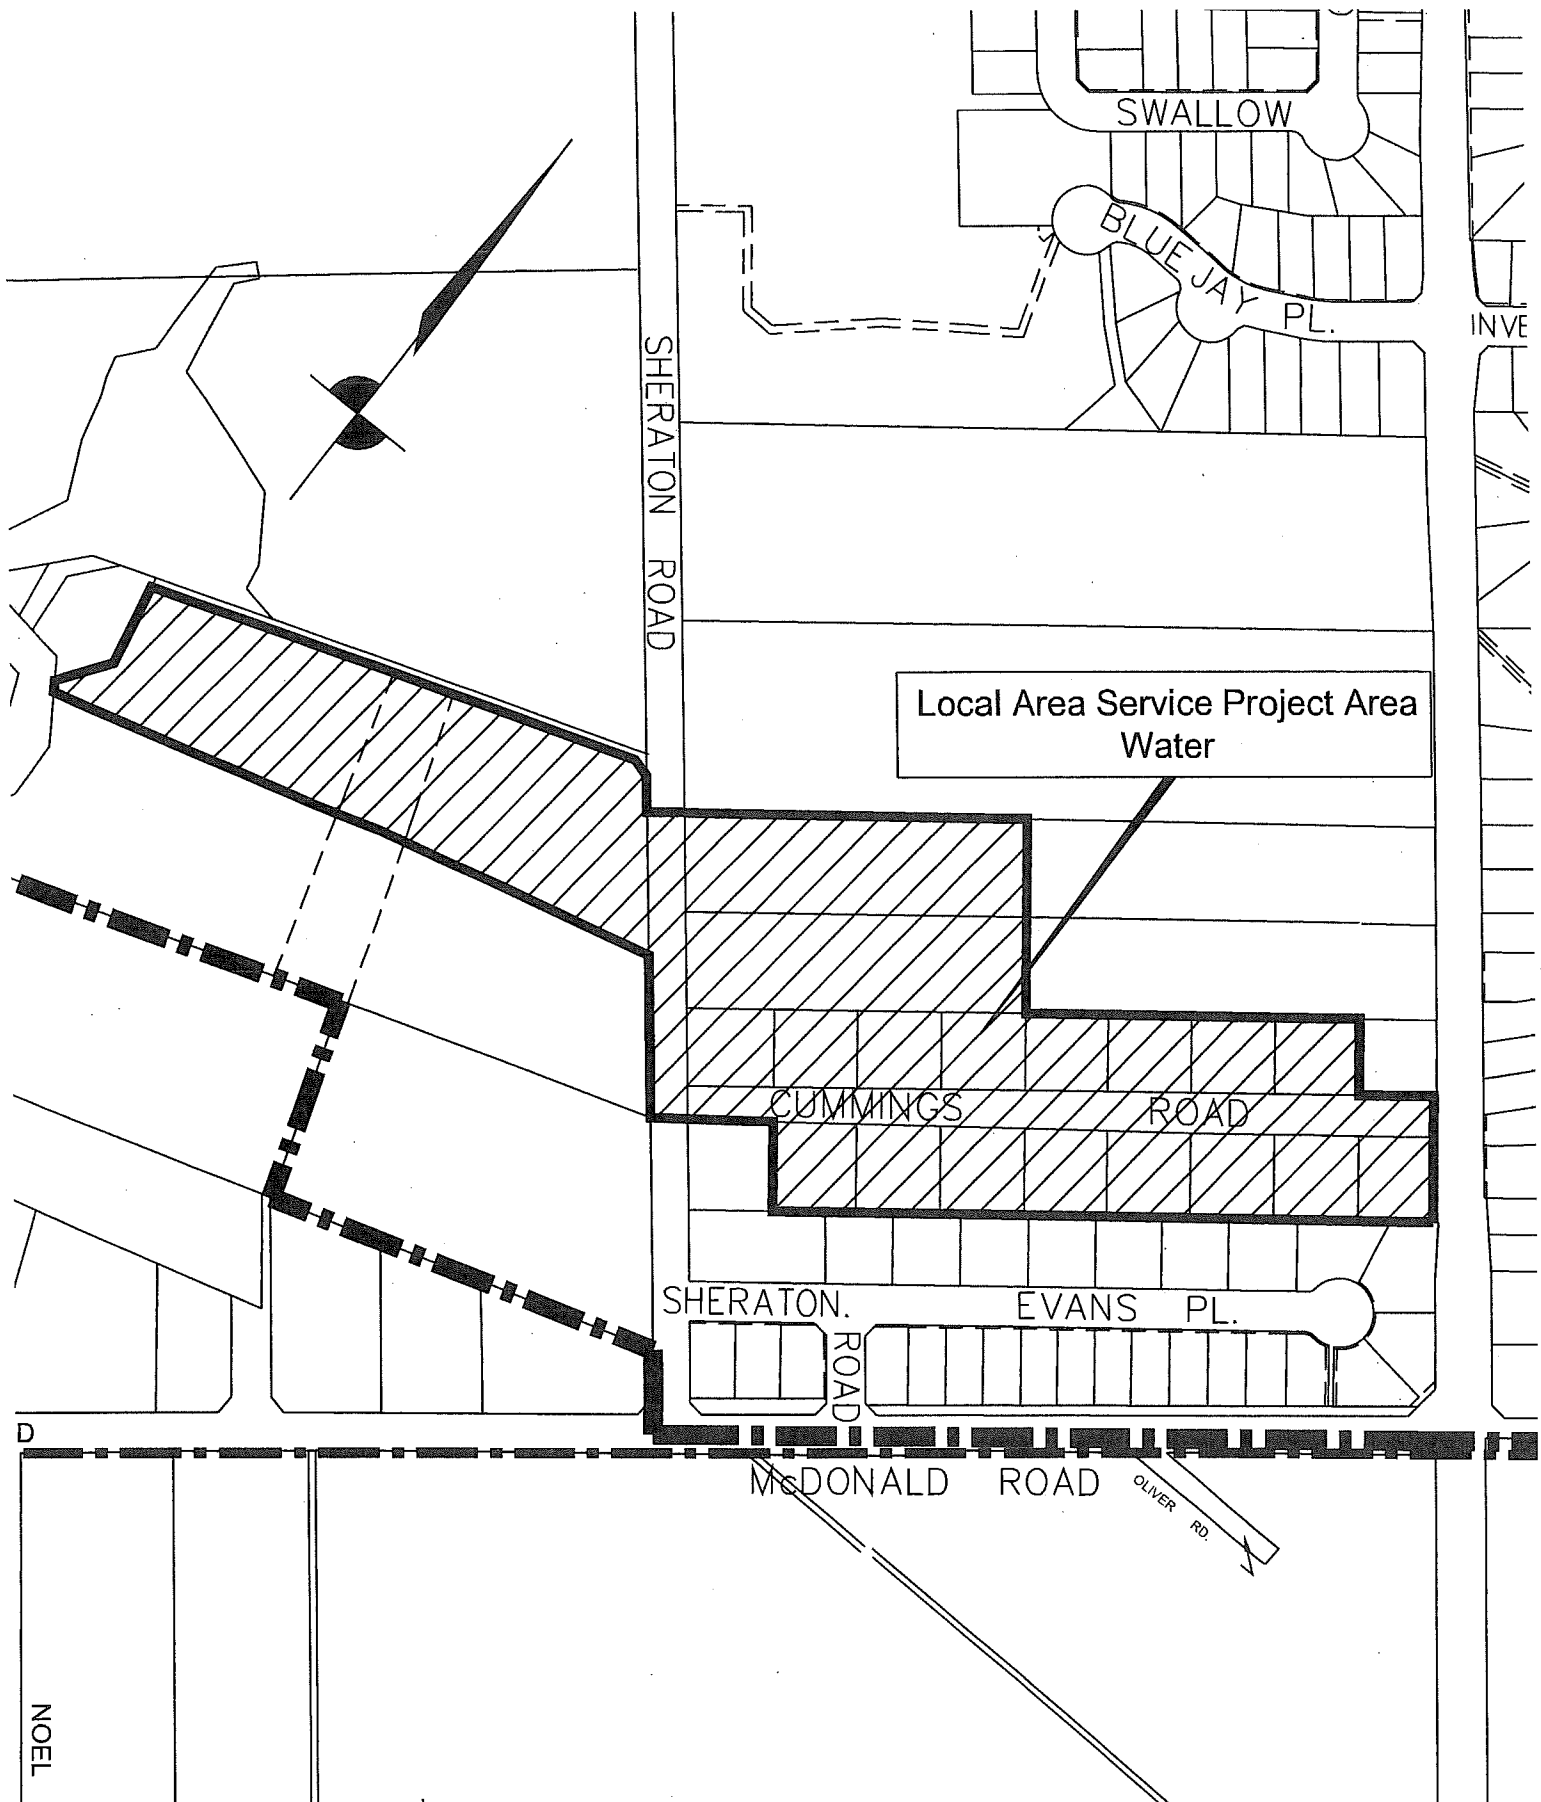 SWALLOW
BLUE JAY PL.
INVE
SHERATON ROAD
Local Area Service Project Area
Water
CUMMINGS ROAD
SHERATON.
ROAD
EVANS PL.
D
McDONALD ROAD
OLIVER RD.
NOEL